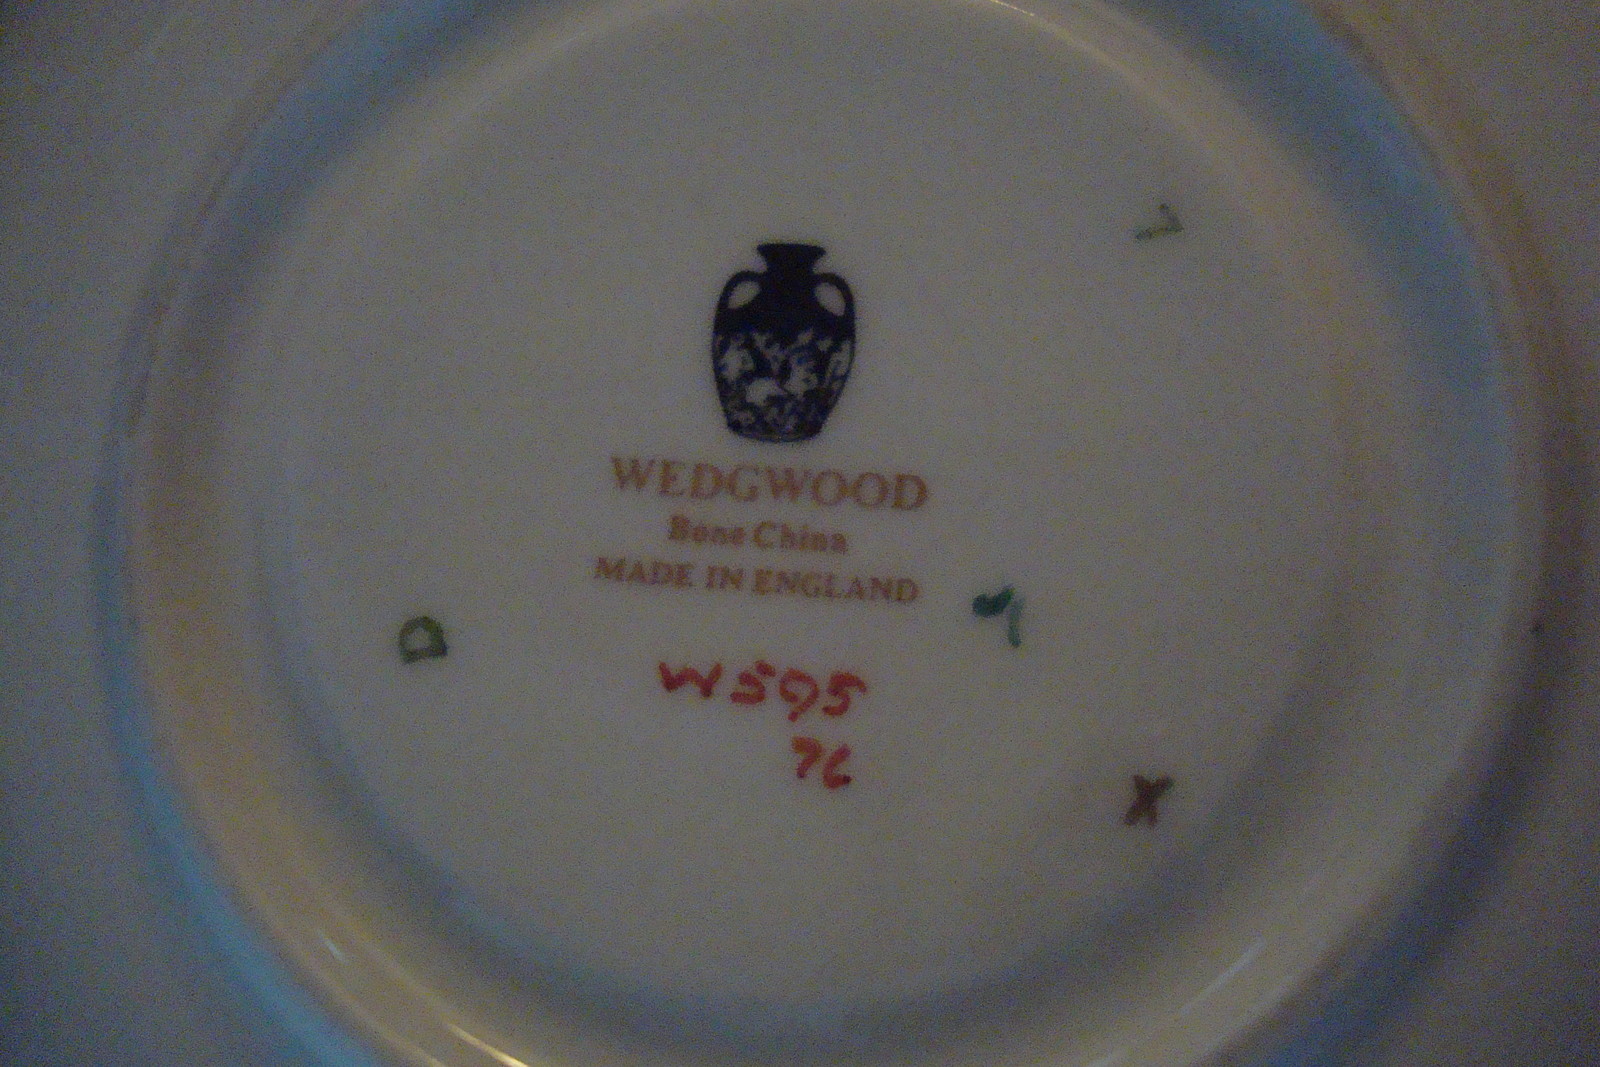 WEDGWOOD
Bone China
MADE IN ENGLAND
W595
76
X